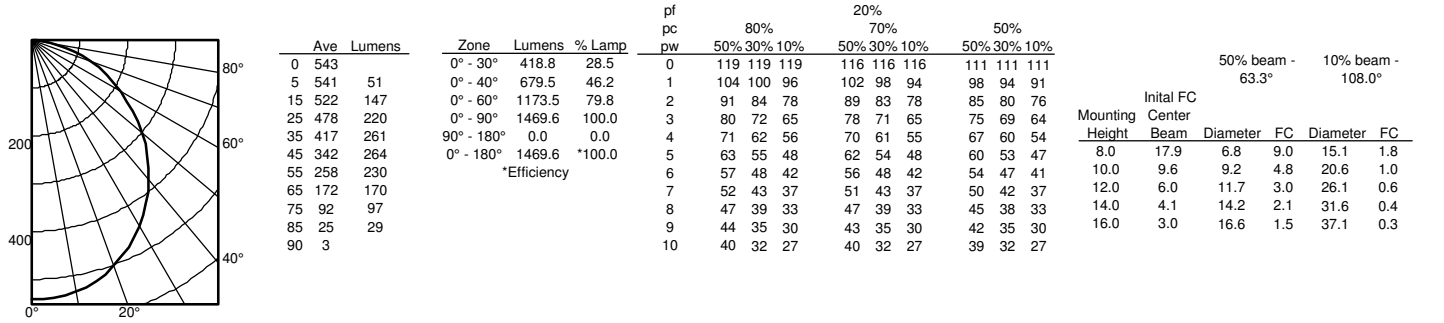 80°
60°
40°
20°
0°
200
400
Ave Lumens
0 543
5 541 51
15 522 147
25 478 220
35 417 261
45 342 264
55 258 230
65 172 170
75 92 97
85 25 29
90 3
Zone Lumens % Lamp
0° - 30° 418.8 28.5
0° - 40° 679.5 46.2
0° - 60° 1173.5 79.8
0° - 90° 1469.6 100.0
90° - 180° 0.0 0.0
0° - 180° 1469.6 *100.0
*Efficiency
pf 20%
pc 80% 70% 50%
pw 50% 30% 10% 50% 30% 10% 50% 30% 10%
0 119 119 119 116 116 116 111 111 111
1 104 100 96 102 98 94 98 94 91
2 91 84 78 89 83 78 85 80 76
3 80 72 65 78 71 65 75 69 64
4 71 62 56 70 61 55 67 60 54
5 63 55 48 62 54 48 60 53 47
6 57 48 42 56 48 42 54 47 41
7 52 43 37 51 43 37 50 42 37
8 47 39 33 47 39 33 45 38 33
9 44 35 30 43 35 30 42 35 30
10 40 32 27 40 32 27 39 32 27
50% beam - 10% beam -
63.3° 108.0°
Inital FC
Mounting Center
Height Beam Diameter FC Diameter FC
8.0 17.9 6.8 9.0 15.1 1.8
10.0 9.6 9.2 4.8 20.6 1.0
12.0 6.0 11.7 3.0 26.1 0.6
14.0 4.1 14.2 2.1 31.6 0.4
16.0 3.0 16.6 1.5 37.1 0.3